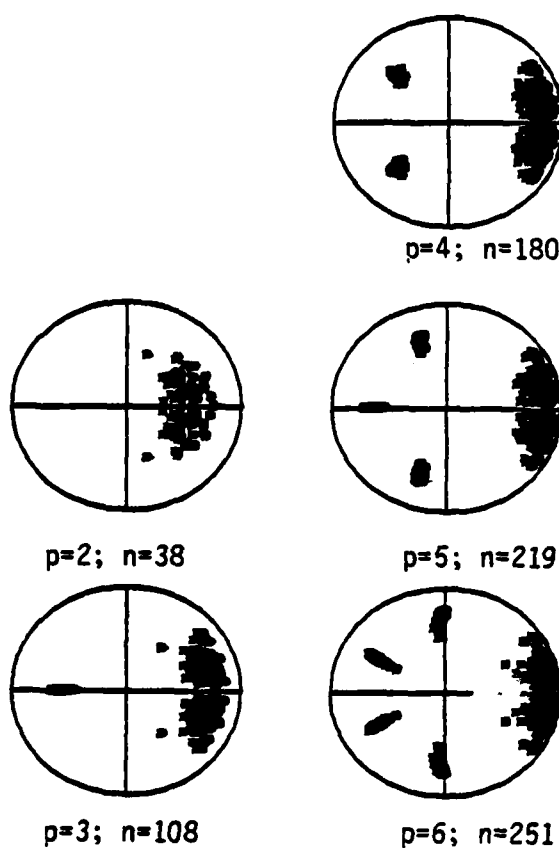 p=4; n=180
p=2; n=38
p=5; n=219
p=3; n=108
p=6; n=251